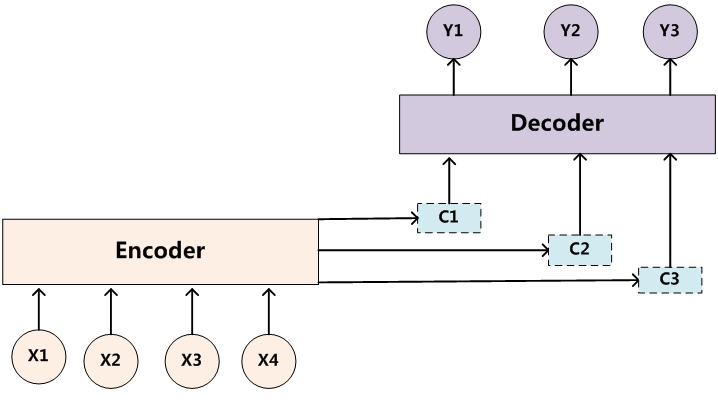 Y1 Y2 Y3
Decoder
C1
Encoder
C2
C3
X1 X2 X3 X4